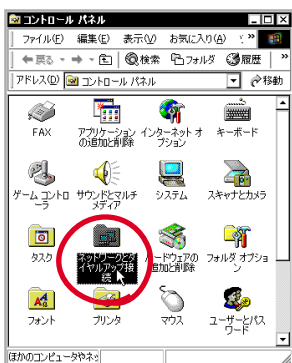 コントロール パネル
ファイル(F) 編集(E) 表示(V) お気に入り(A) »
戻る 検索 フォルダ 履歴 »
アドレス(D) コントロール パネル 移動
FAX
アプリケーション
の追加と削除
インターネット オ
プション
キーボード
ゲーム コントロ
ーラ
サウンドとマルチ
メディア
システム
スキャナとカメラ
タスク
ネットワークとダ
イヤルアップ接
続
ードウェアの
追加と削除
フォルダ オプショ
ン
フォント
プリンタ
マウス
ユーザーとパス
ワード
ほかのコンピュータやネッ